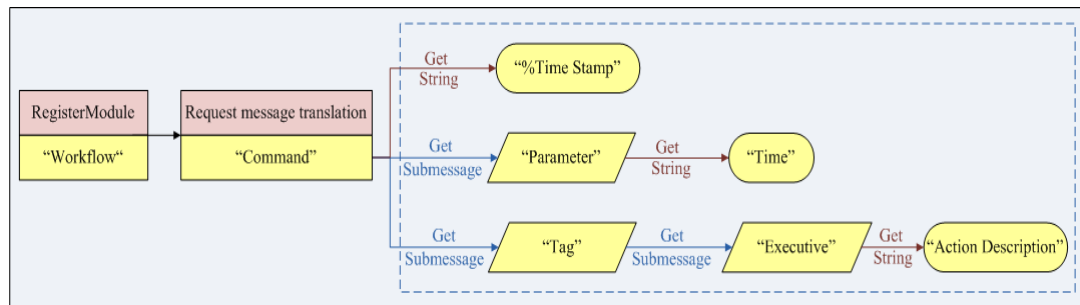 RegisterModule
“Workflow“
Request message translation
“Command”
Get
String
“%Time Stamp”
Get
Submessage
“Parameter”
Get
String
“Time”
Get
Submessage
“Tag”
Get
Submessage
“Executive”
Get
String
“Action Description”